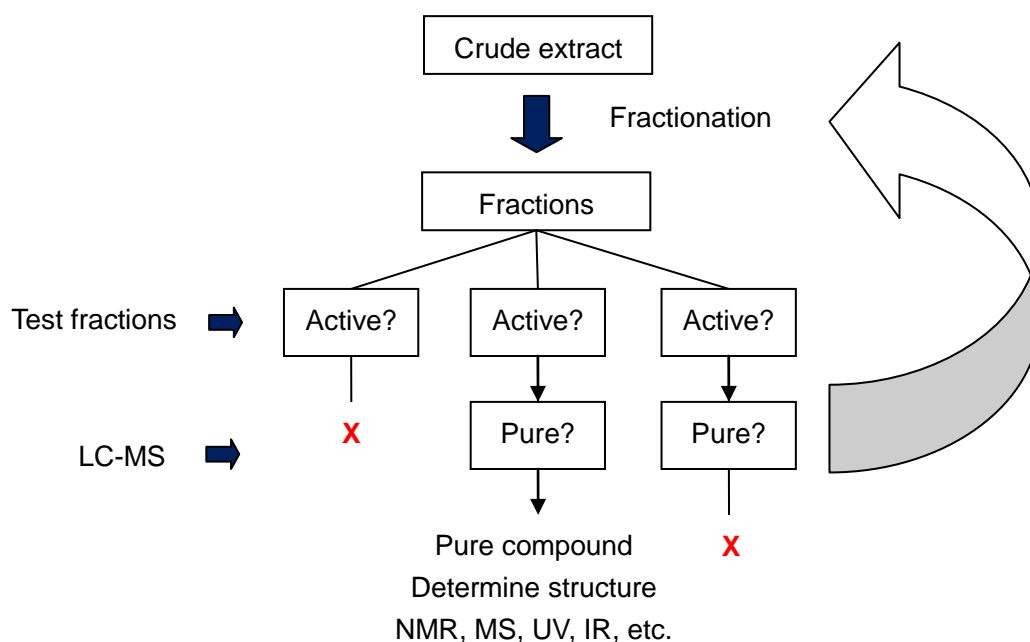 Crude extract
Fractionation
Fractions
Test fractions
Active?
Active?
Active?
X
LC-MS
Pure?
Pure?
Pure compound
X
Determine structure
NMR, MS, UV, IR, etc.